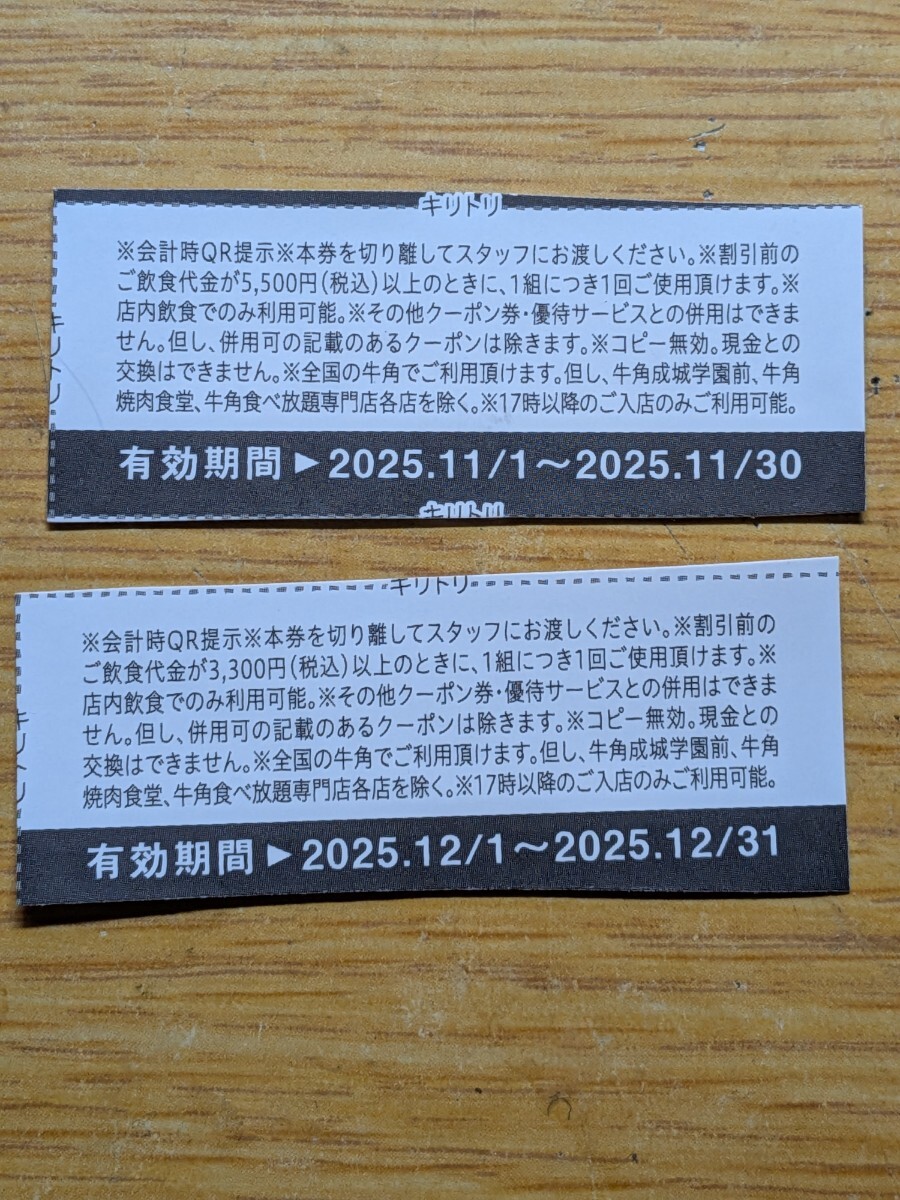 キリトリ
キリトリ
※会計時QR提示※本券を切り離してスタッフにお渡しください。※割引前の
ご飲食代金が5,500円(税込)以上のときに、1組につき1回ご使用頂けます。※
店内飲食でのみ利用可能。※その他クーポン券・優待サービスとの併用はできま
せん。但し、併用可の記載のあるクーポンは除きます。※コピー無効。現金との
交換はできません。※全国の牛角でご利用頂けます。但し、牛角成城学園前、牛角
焼肉食堂、牛角食べ放題専門店各店を除く。※17時以降のご入店のみご利用可能。
有効期間▶2025.11/1〜2025.11/30
キリトリ
キリトリ
キリトリ
※会計時QR提示※本券を切り離してスタッフにお渡しください。※割引前の
ご飲食代金が3,300円(税込)以上のときに、1組につき1回ご使用頂けます。※
店内飲食でのみ利用可能。※その他クーポン券・優待サービスとの併用はできま
せん。但し、併用可の記載のあるクーポンは除きます。※コピー無効。現金との
交換はできません。※全国の牛角でご利用頂けます。但し、牛角成城学園前、牛角
焼肉食堂、牛角食べ放題専門店各店を除く。※17時以降のご入店のみご利用可能。
有効期間▶2025.12/1〜2025.12/31